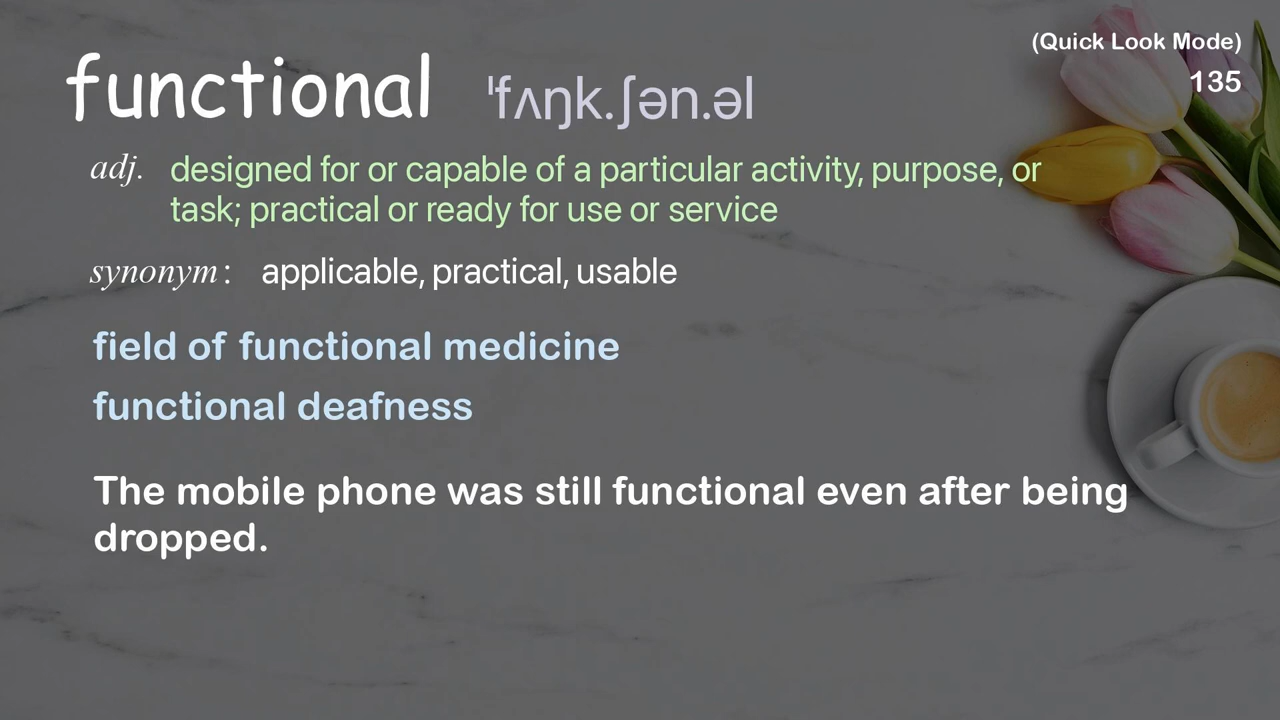 (Quick Look Mode)
135
functional ˈfʌŋk.ʃən.əl
adj. designed for or capable of a particular activity, purpose, or
task; practical or ready for use or service
synonym: applicable, practical, usable
field of functional medicine
functional deafness
The mobile phone was still functional even after being
dropped.